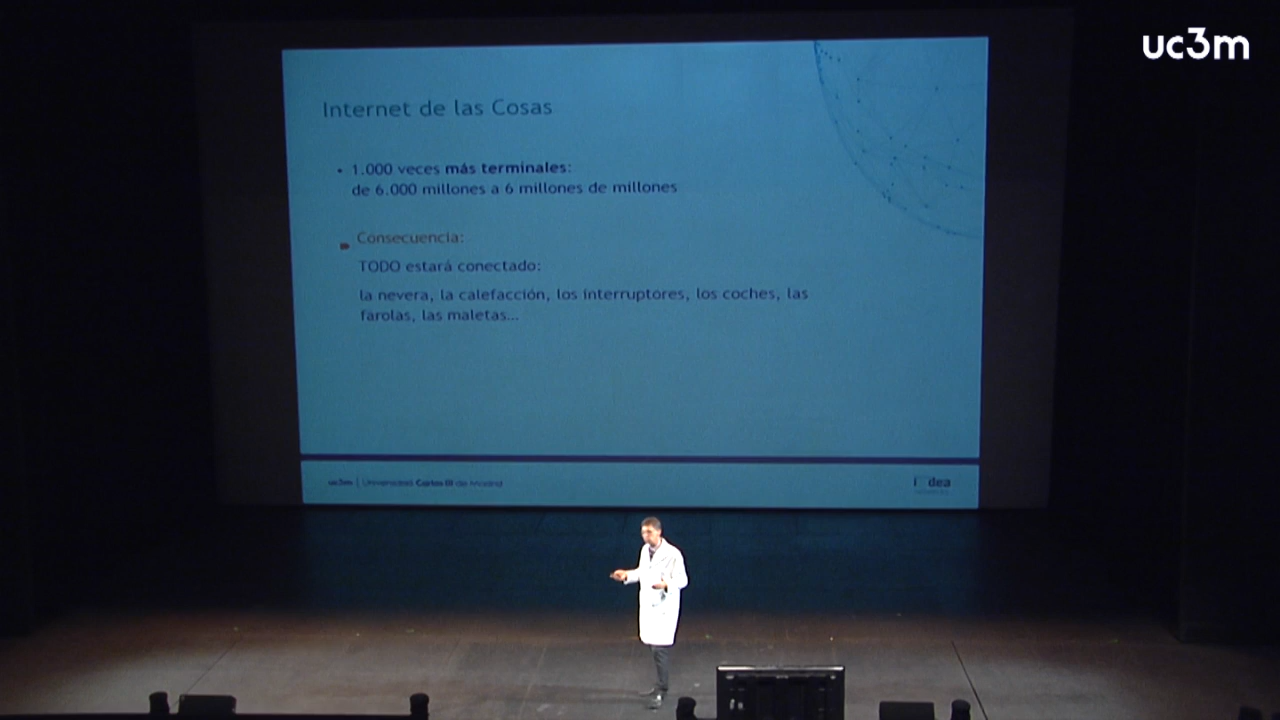 uc3m
Internet de las Cosas
• 1.000 veces más terminales:
de 6.000 millones a 6 millones de millones
Consecuencia:
TODO estará conectado:
la nevera, la calefacción, los interruptores, los coches, las
farolas, las maletas...
uc3m | Universidad Carlos III de Madrid
dea